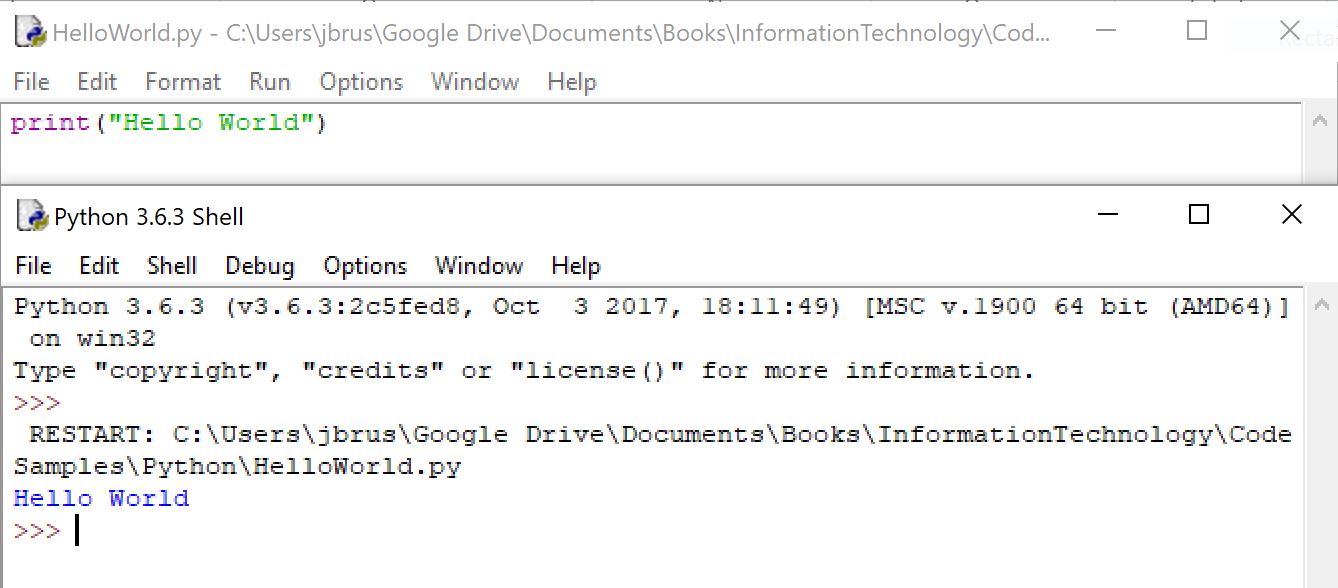 HelloWorld.py - C:\Users\jbrus\Google Drive\Documents\Books\InformationTechnology\Cod...
File Edit Format Run Options Window Help
print("Hello World")
Python 3.6.3 Shell
File Edit Shell Debug Options Window Help
Python 3.6.3 (v3.6.3:2c5fed8, Oct  3 2017, 18:11:49) [MSC v.1900 64 bit (AMD64)]
 on win32
Type "copyright", "credits" or "license()" for more information.
>>>
 RESTART: C:\Users\jbrus\Google Drive\Documents\Books\InformationTechnology\Code
Samples\Python\HelloWorld.py
Hello World
>>>